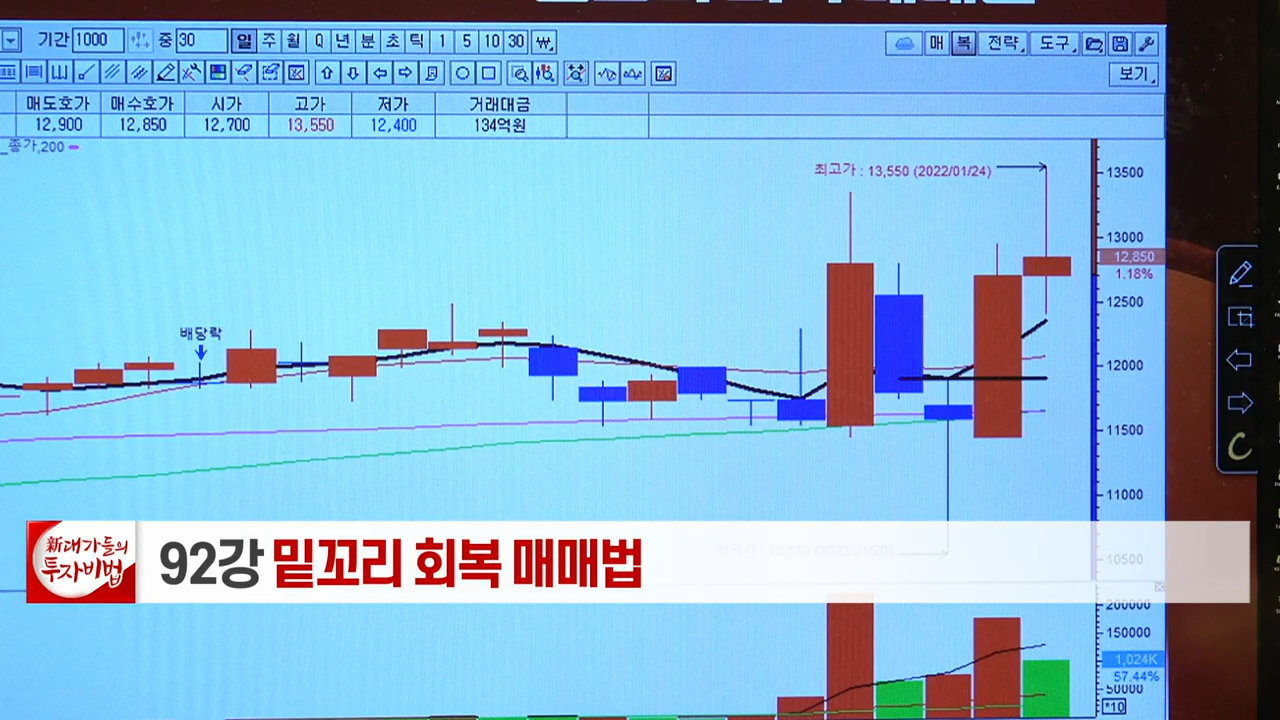 기간 1000 중 30 일 주 월 Q 년 분 초 틱 1 5 10 30 ₩ 매 복 전략 도구
보기
매도호가 매수호가 시가 고가 저가 거래대금
12,900 12,850 12,700 13,550 12,400 134억원
종가,200
최고가 : 13,550 (2022/01/24)
13500
13000
12,850
1.18%
12500
배당락
12000
11500
11000
10,550 (2022/01/20)
10500
新대가들의
투자비법
92강 밑꼬리 회복 매매법
200000
150000
1,024K
57.44%
50000
*10